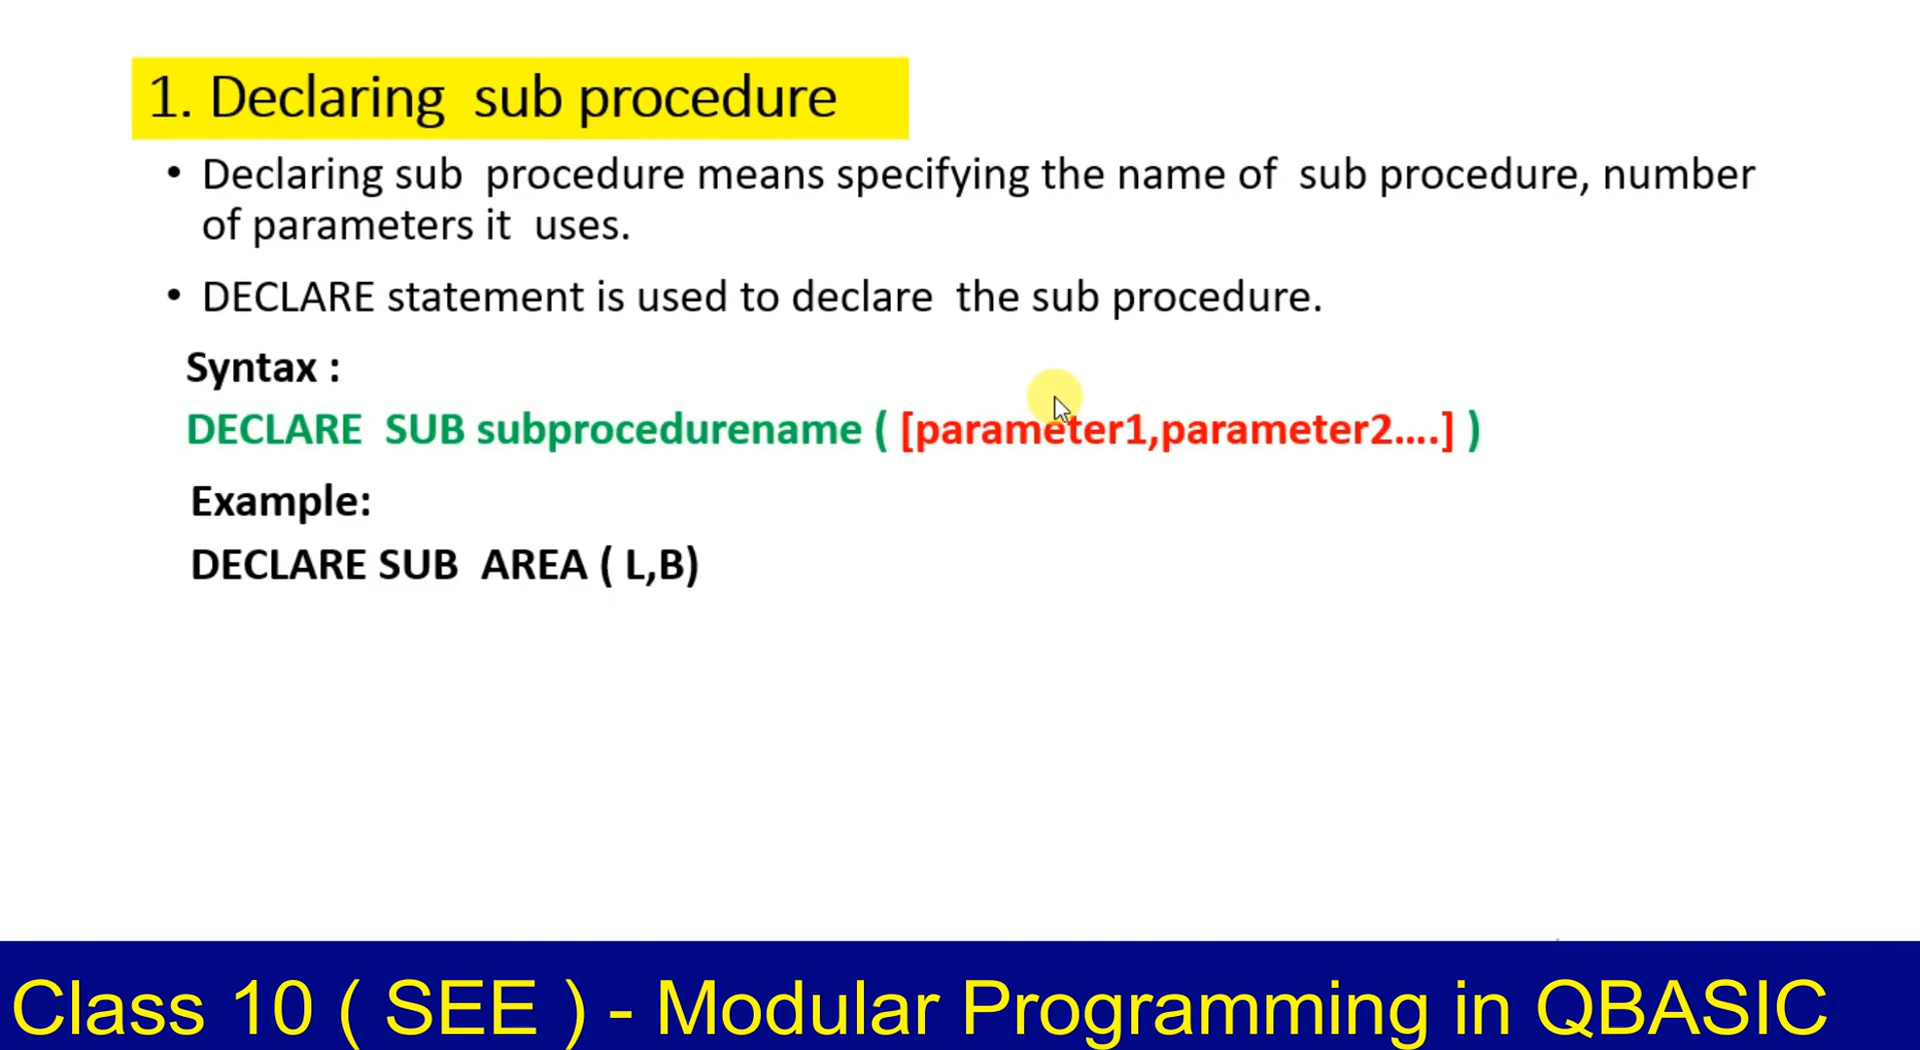 1. Declaring sub procedure
• Declaring sub procedure means specifying the name of sub procedure, number
of parameters it uses.
• DECLARE statement is used to declare the sub procedure.
Syntax :
DECLARE SUB subprocedurename ( [parameter1,parameter2....] )
Example:
DECLARE SUB AREA ( L,B)
Class 10 ( SEE ) - Modular Programming in QBASIC